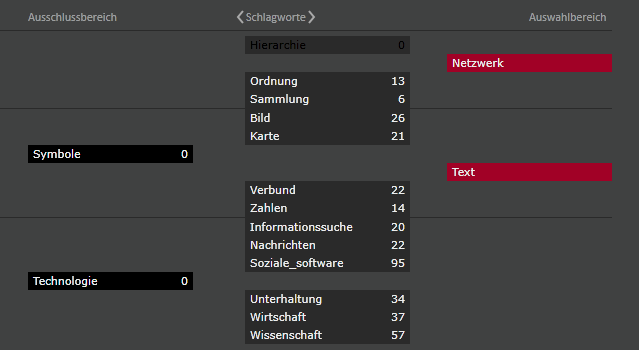 Ausschlussbereich
Schlagworte
Auswahlbereich
Hierarchie 0
Netzwerk
Ordnung 13
Sammlung 6
Bild 26
Karte 21
Symbole 0
Text
Verbund 22
Zahlen 14
Informationssuche 20
Nachrichten 22
Soziale_software 95
Technologie 0
Unterhaltung 34
Wirtschaft 37
Wissenschaft 57